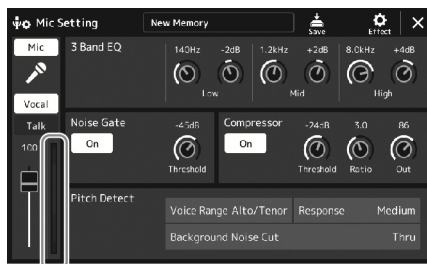 Mic Setting New Memory Save Effect
Mic 3 Band EQ 140Hz -2dB 1.2kHz +2dB 8.0kHz +4dB
Low Mid High
Vocal
Talk Noise Gate -45dB Compressor -24dB 3.0 86
100 On On
Threshold Threshold Ratio Out
Pitch Detect
Voice Range Alto/Tenor Response Medium
Background Noise Cut Thru